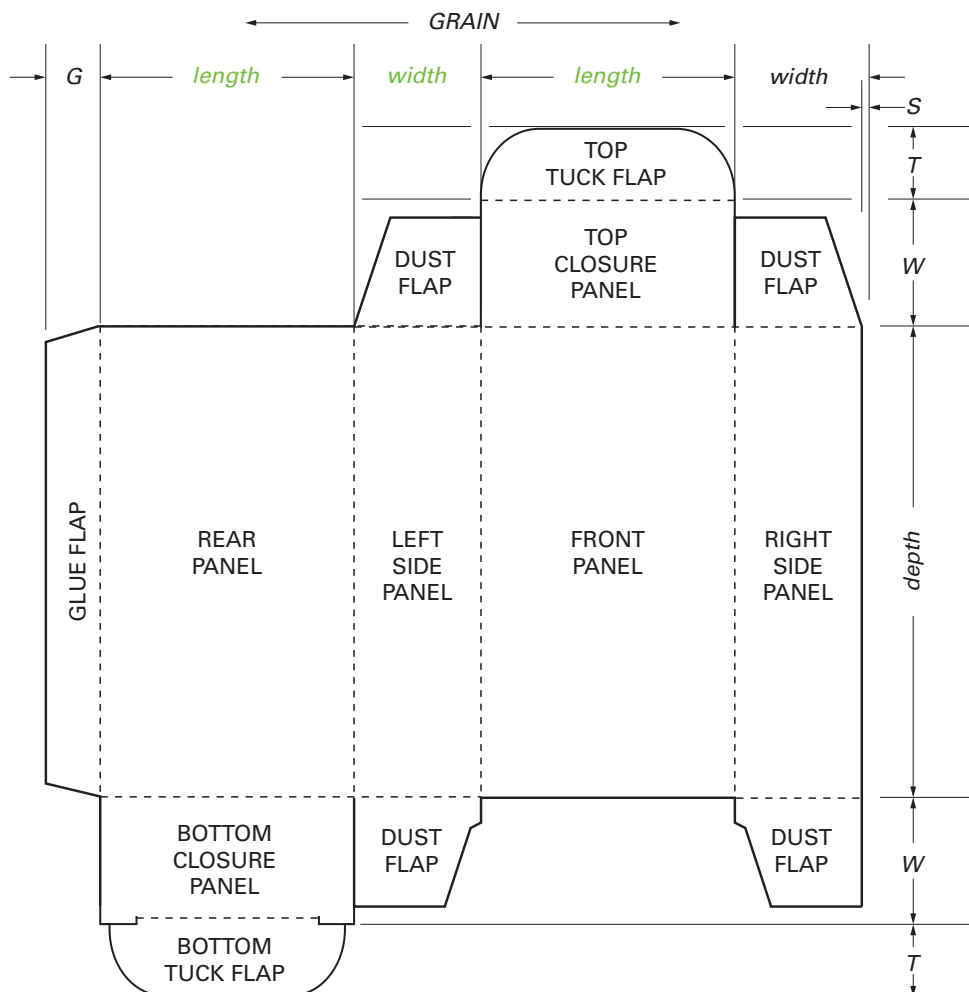 GRAIN
G length width length width
S
TOP
TUCK FLAP
T
DUST
FLAP
TOP
CLOSURE
PANEL
DUST
FLAP
W
GLUE FLAP
REAR
PANEL
LEFT
SIDE
PANEL
FRONT
PANEL
RIGHT
SIDE
PANEL
depth
BOTTOM
CLOSURE
PANEL
DUST
FLAP
DUST
FLAP
W
BOTTOM
TUCK FLAP
T